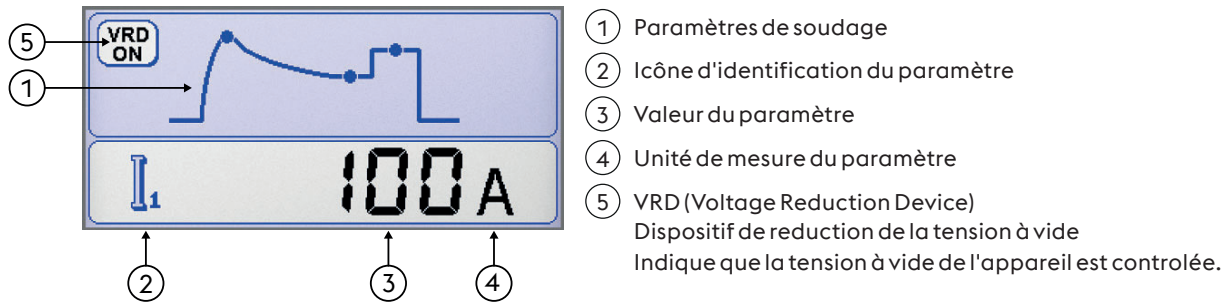 5
VRD
ON
1
I1
100 A
2
3
4
1 Paramètres de soudage
2 Icône d'identification du paramètre
3 Valeur du paramètre
4 Unité de mesure du paramètre
5 VRD (Voltage Reduction Device)
Dispositif de reduction de la tension à vide
Indique que la tension à vide de l'appareil est controlée.